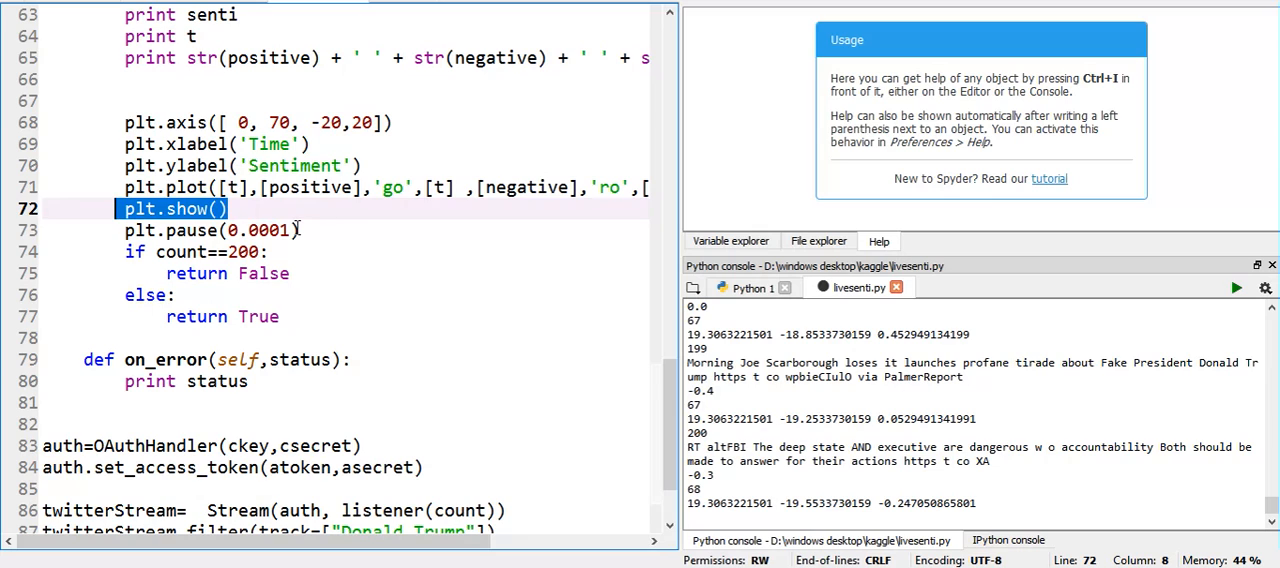 63 print senti
64 print t
65 print str(positive) + ' ' + str(negative) + ' ' + s
66
67
68 plt.axis([ 0, 70, -20,20])
69 plt.xlabel('Time')
70 plt.ylabel('Sentiment')
71 plt.plot([t],[positive],'go',[t] ,[negative],'ro',[
72 plt.show()
73 plt.pause(0.0001)
74 if count==200:
75 return False
76 else:
77 return True
78
79 def on_error(self,status):
80 print status
81
82
83 auth=OAuthHandler(ckey,csecret)
84 auth.set_access_token(atoken,asecret)
85
86 twitterStream= Stream(auth, listener(count))
87 twitterStream.filter(track=["Donald Trump"])
Usage
Here you can get help of any object by pressing Ctrl+I in
front of it, either on the Editor or the Console.
Help can also be shown automatically after writing a left
parenthesis next to an object. You can activate this
behavior in Preferences > Help.
New to Spyder? Read our tutorial
Variable explorer File explorer Help
Python console - D:\windows desktop\kaggle\livesenti.py
Python 1 livesenti.py
0.0
67
19.3063221501 -18.8533730159 0.452949134199
199
Morning Joe Scarborough loses it launches profane tirade about Fake President Donald Tr
ump https t co wpbieCIulO via PalmerReport
-0.4
67
19.3063221501 -19.2533730159 0.0529491341991
200
RT altFBI The deep state AND executive are dangerous w o accountability Both should be
made to answer for their actions https t co XA
-0.3
68
19.3063221501 -19.5533730159 -0.247050865801
Python console - D:\windows desktop\kaggle\livesenti.py IPython console
Permissions: RW End-of-lines: CRLF Encoding: UTF-8 Line: 72 Column: 8 Memory: 44 %